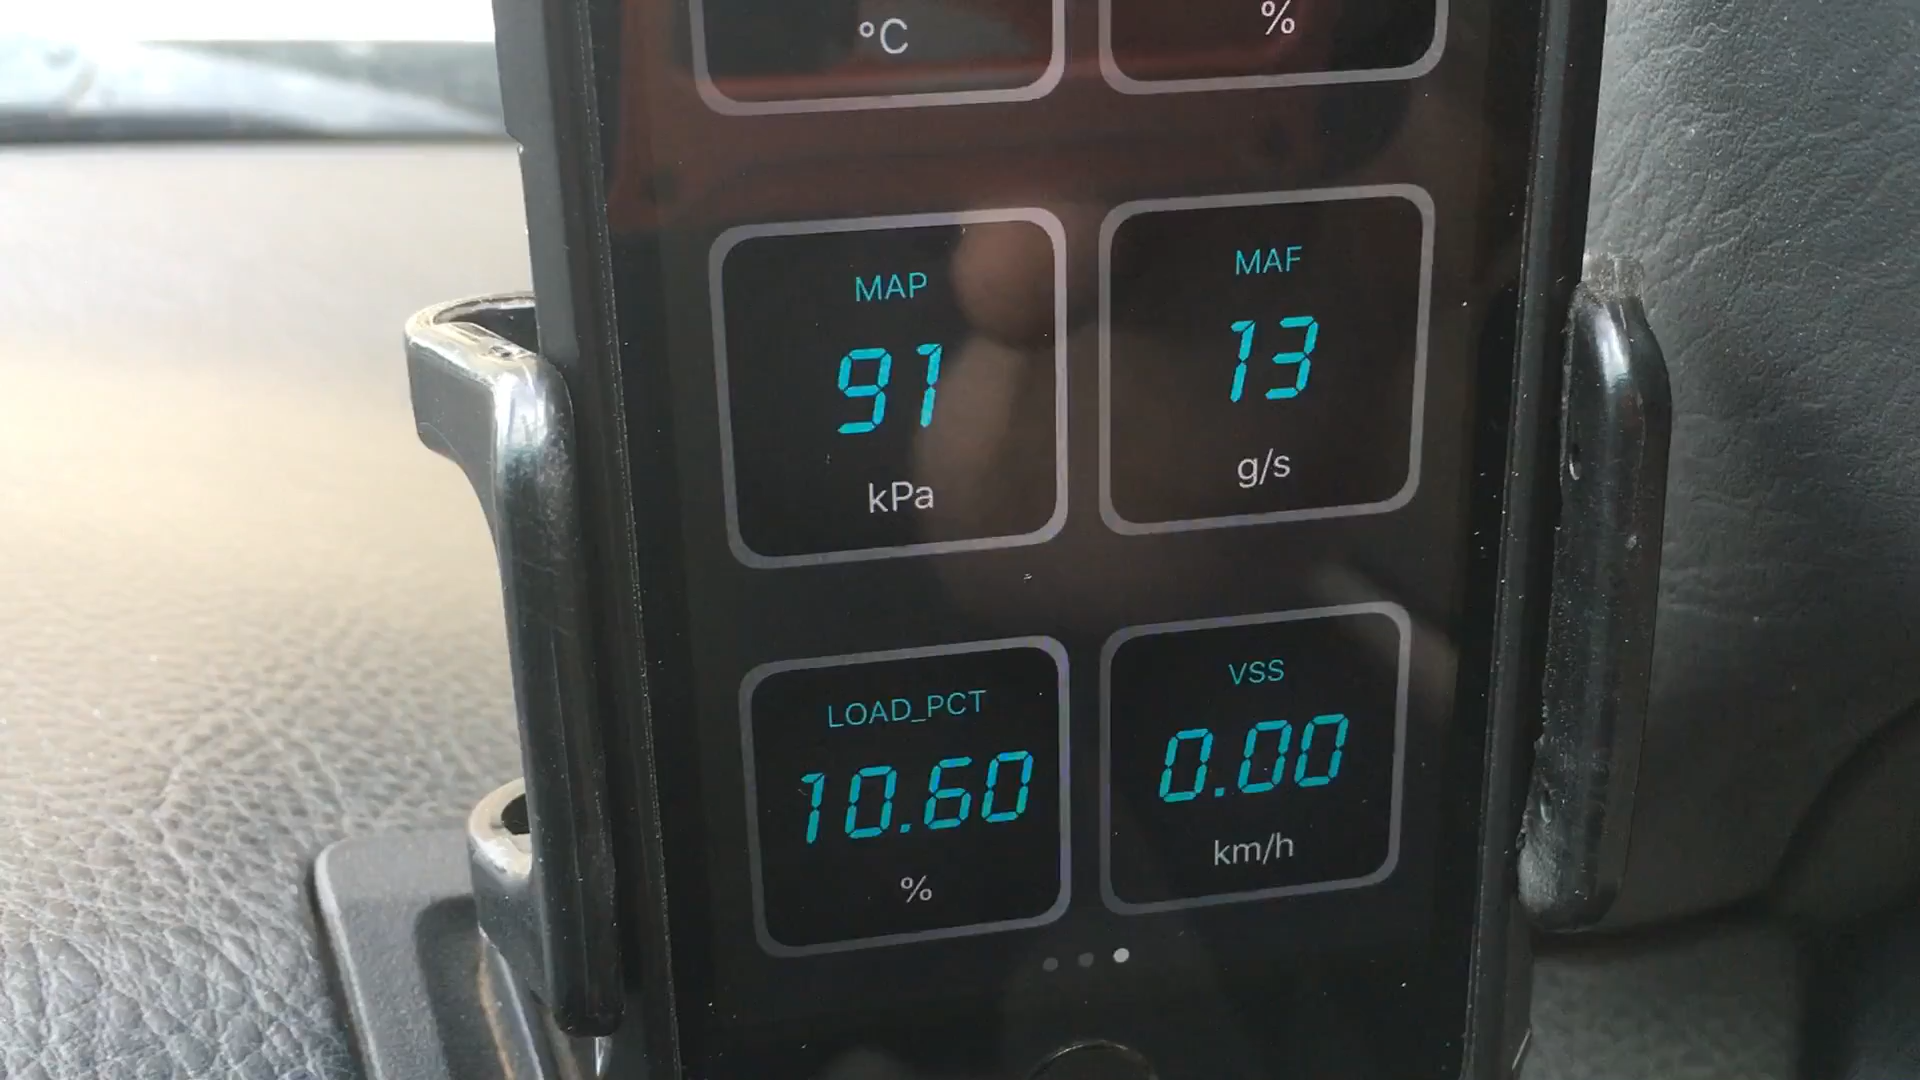 °C
%
MAP
91
kPa
MAF
13
g/s
LOAD_PCT
10.60
%
VSS
0.00
km/h